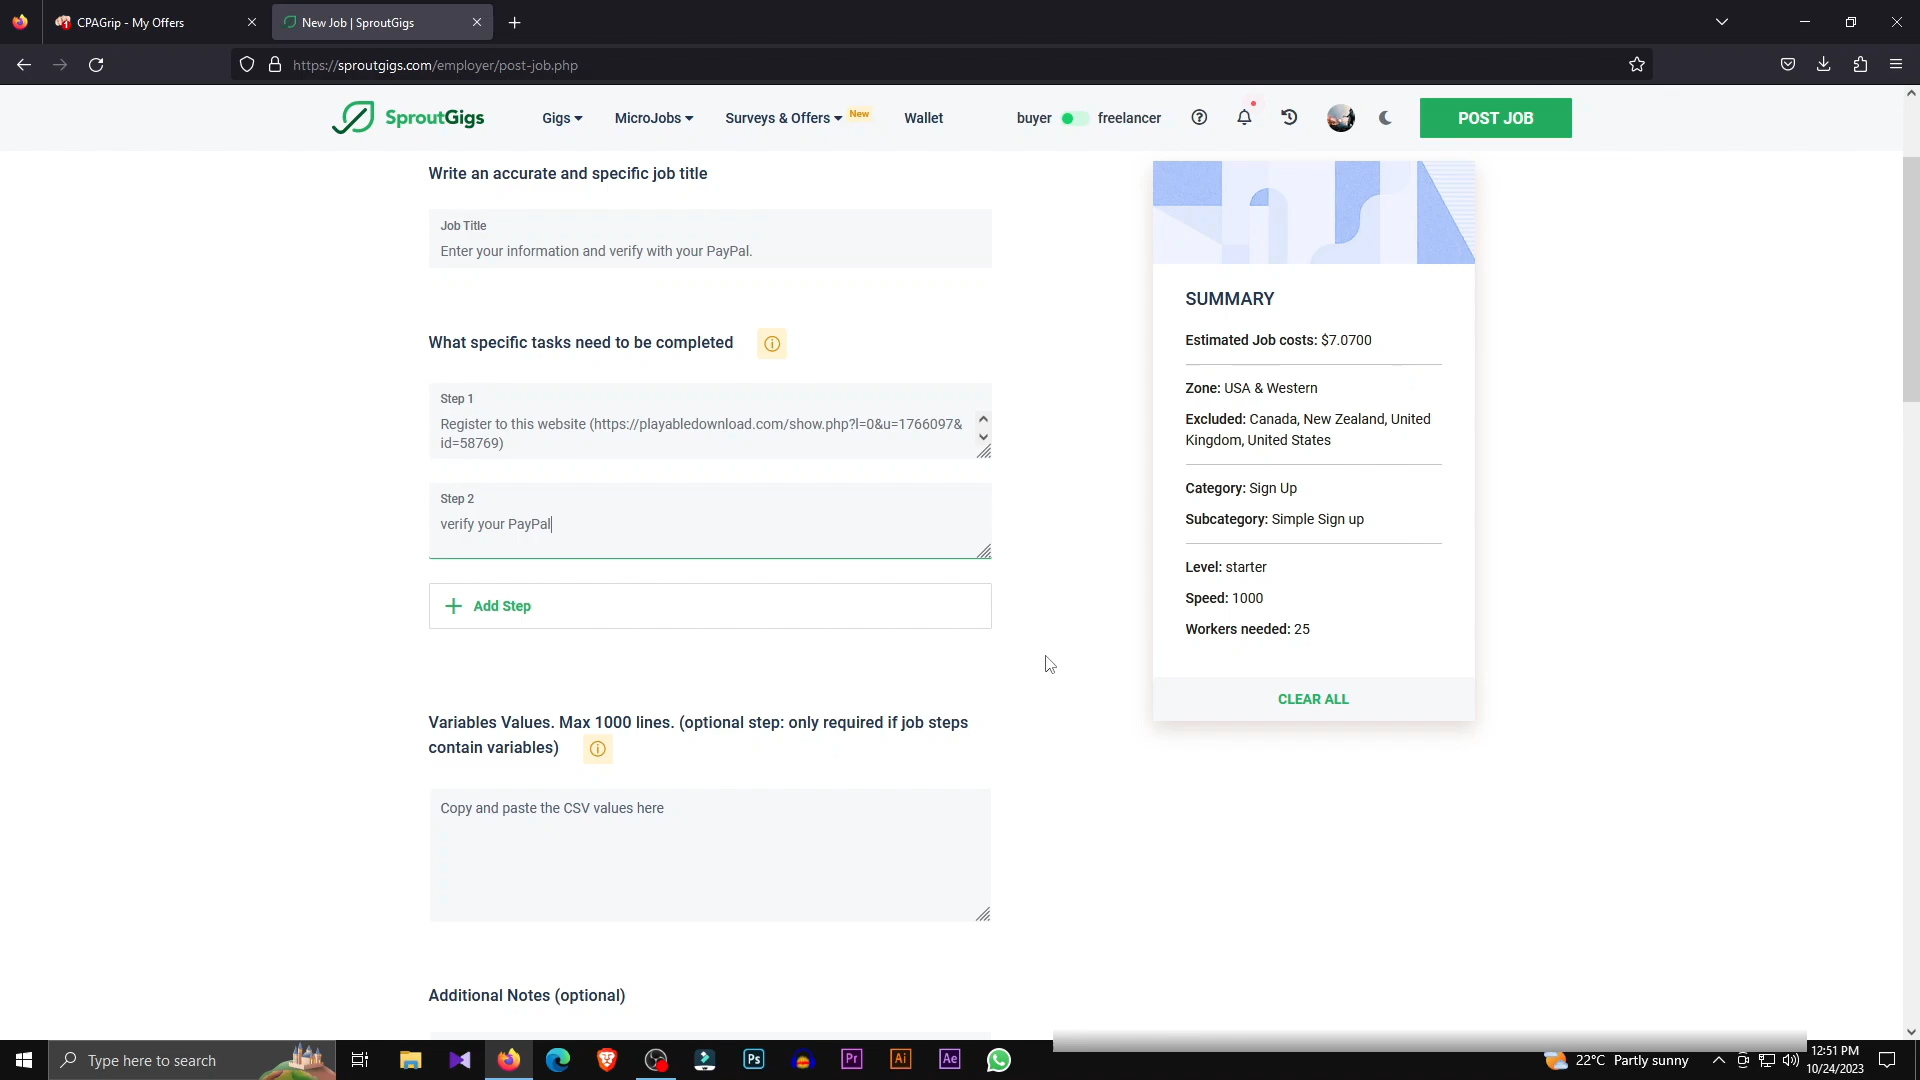 CPAGrip - My Offers
New Job | SproutGigs
https://sproutgigs.com/employer/post-job.php
SproutGigs
Gigs
MicroJobs
Surveys & Offers
New
Wallet
buyer
freelancer
POST JOB
Write an accurate and specific job title
Job Title
Enter your information and verify with your PayPal.
What specific tasks need to be completed
Step 1
Register to this website (https://playabledownload.com/show.php?l=0&u=1766097&
id=58769)
Step 2
verify your PayPal
Add Step
Variables Values. Max 1000 lines. (optional step: only required if job steps
contain variables)
Copy and paste the CSV values here
Additional Notes (optional)
SUMMARY
Estimated Job costs: $7.0700
Zone: USA & Western
Excluded: Canada, New Zealand, United
Kingdom, United States
Category: Sign Up
Subcategory: Simple Sign up
Level: starter
Speed: 1000
Workers needed: 25
CLEAR ALL
Type here to search
Ps
Pr
Ai
Ae
22°C Partly sunny
12:51 PM
10/24/2023